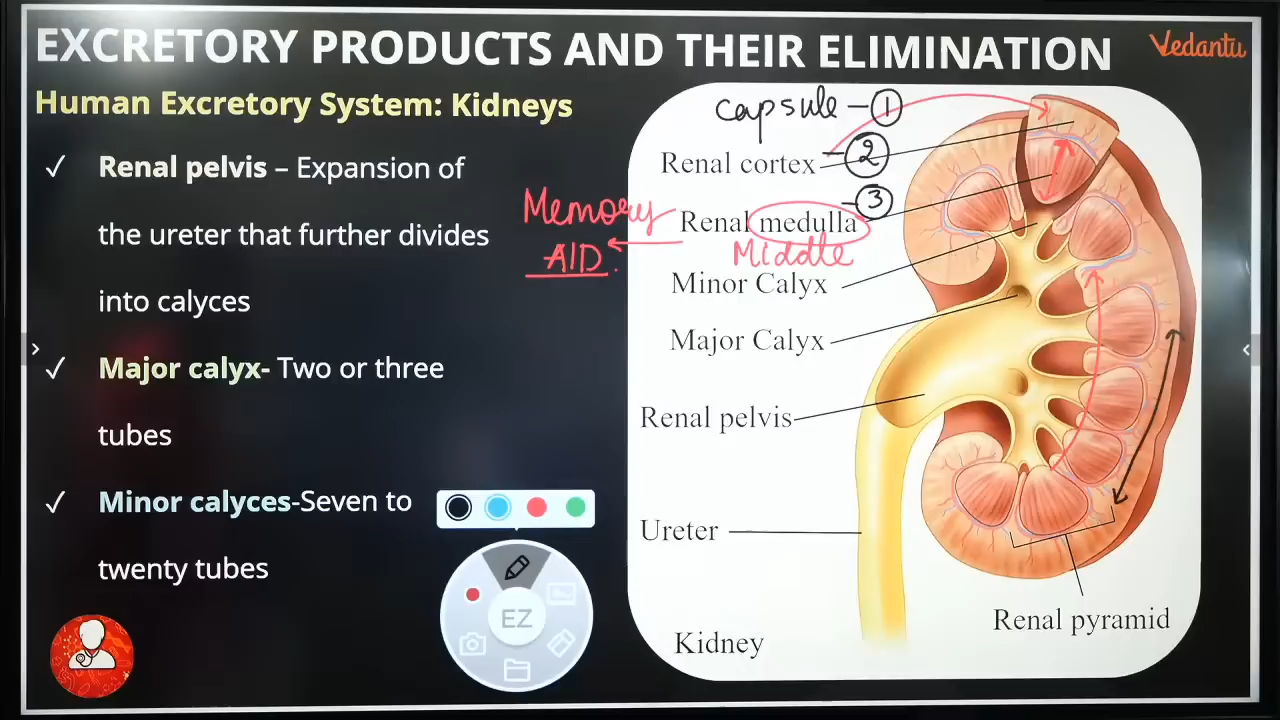 EXCRETORY PRODUCTS AND THEIR ELIMINATION
Vedantu
Human Excretory System: Kidneys
✓ Renal pelvis – Expansion of
the ureter that further divides
into calyces
✓ Major calyx- Two or three
tubes
✓ Minor calyces-Seven to
twenty tubes
EZ
capsule – 1
Renal cortex – 2
Renal medulla – 3
Middle
Memory
AID.
Minor Calyx
Major Calyx
Renal pelvis
Ureter
Renal pyramid
Kidney